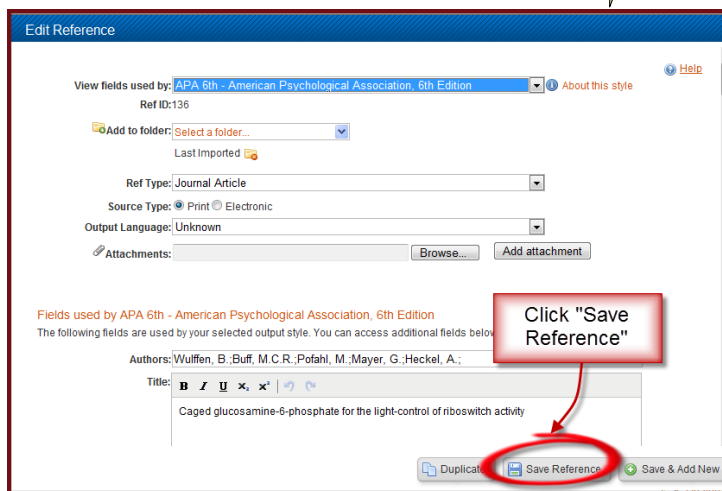 Edit Reference
Help
View fields used by: APA 6th - American Psychological Association, 6th Edition About this style
Ref ID:136
Add to folder: Select a folder...
Last Imported
Ref Type: Journal Article
Source Type: Print Electronic
Output Language: Unknown
Attachments: Browse... Add attachment
Fields used by APA 6th - American Psychological Association, 6th Edition
The following fields are used by your selected output style. You can access additional fields below
Click "Save
Reference"
Authors: Wulffen, B.;Buff, M.C.R.;Pofahl, M.;Mayer, G.;Heckel, A.;
Title: B I U x₂ x²
Caged glucosamine-6-phosphate for the light-control of riboswitch activity
Duplicate Save Reference Save & Add New